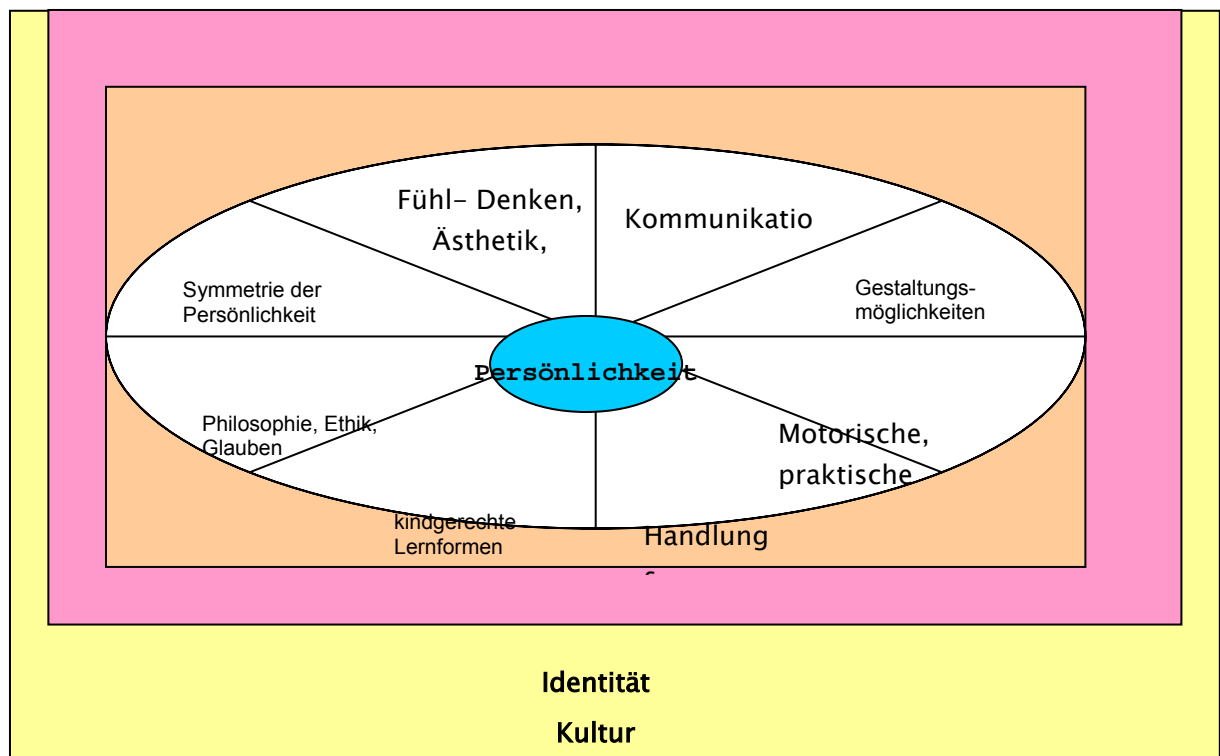 Fühl- Denken,
Ästhetik,
Kommunikatio
Symmetrie der
Persönlichkeit
Gestaltungs-
möglichkeiten
Persönlichkeit
Philosophie, Ethik,
Glauben
Motorische,
praktische
kindgerechte
Lernformen
Handlung
Identität
Kultur